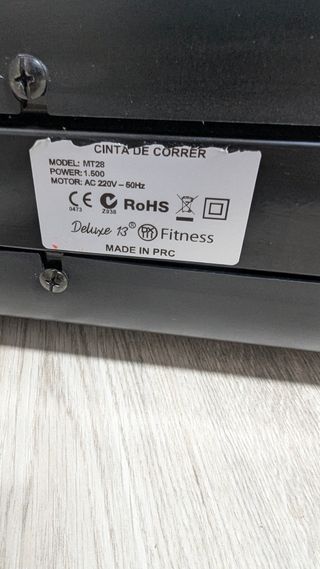 CINTA DE CORRER
MODEL: MT28
POWER: 1.500
MOTOR: AC 220V – 50Hz
CE RoHS
0473 Z038
Deluxe 13® Fitness
MADE IN PRC